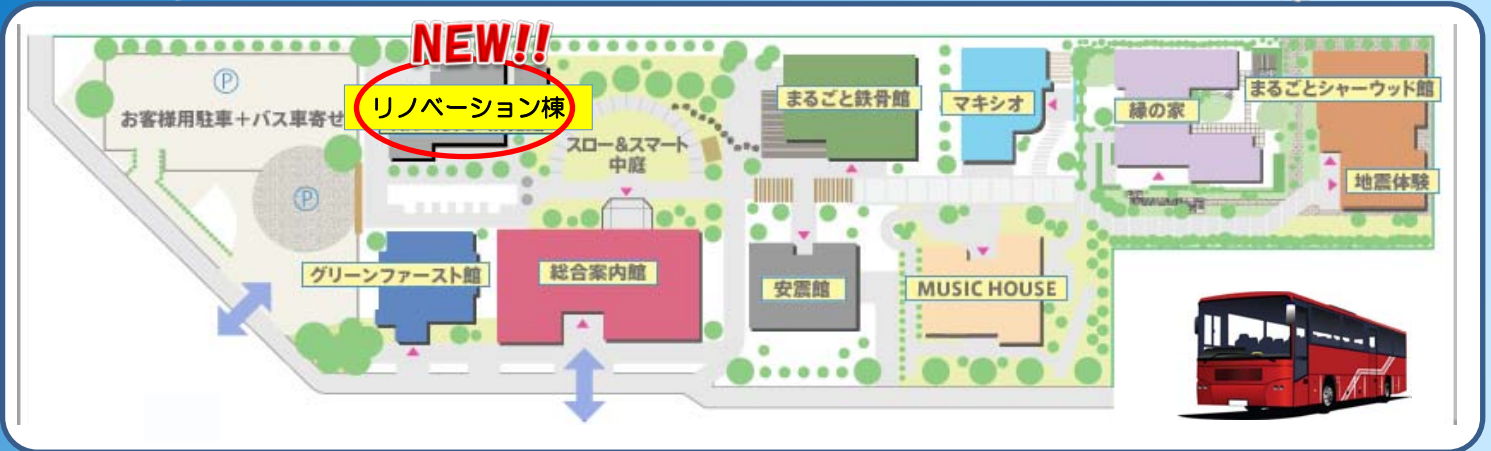 NEW!!
P
リノベーション棟
お客様用駐車+バス車寄せ
スロー&スマート
中庭
まるごと鉄骨館
マキシオ
縁の家
まるごとシャーウッド館
地震体験
P
グリーンファースト館
総合案内館
安震館
MUSIC HOUSE